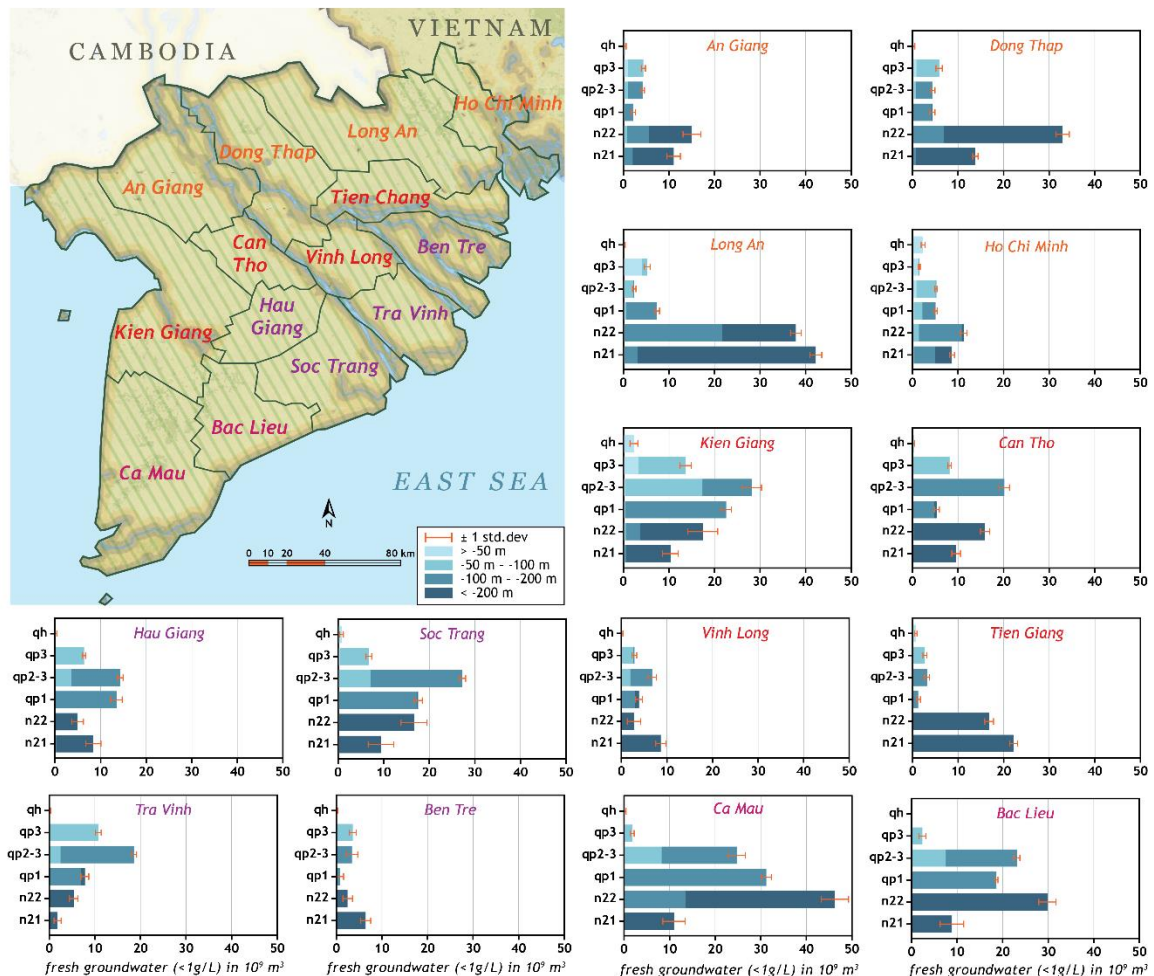 CAMBODIA
VIETNAM
Ho Chi Minh
Long An
Dong Thap
An Giang
Tien Chang
Can
Tho
Vinh Long
Ben Tre
Hau
Giang
Tra Vinh
Kien Giang
Soc Trang
Bac Lieu
Ca Mau
EAST SEA
N
0 10 20 40 80 km
± 1 std.dev
> -50 m
-50 m - -100 m
-100 m - -200 m
< -200 m
An Giang
qh
qp3
qp2-3
qp1
n22
n21
0 10 20 30 40 50
Dong Thap
qh
qp3
qp2-3
qp1
n22
n21
0 10 20 30 40 50
Long An
qh
qp3
qp2-3
qp1
n22
n21
0 10 20 30 40 50
Ho Chi Minh
qh
qp3
qp2-3
qp1
n22
n21
0 10 20 30 40 50
Kien Giang
qh
qp3
qp2-3
qp1
n22
n21
0 10 20 30 40 50
Can Tho
qh
qp3
qp2-3
qp1
n22
n21
0 10 20 30 40 50
Hau Giang
qh
qp3
qp2-3
qp1
n22
n21
0 10 20 30 40 50
Soc Trang
qh
qp3
qp2-3
qp1
n22
n21
0 10 20 30 40 50
Vinh Long
qh
qp3
qp2-3
qp1
n22
n21
0 10 20 30 40 50
Tien Giang
qh
qp3
qp2-3
qp1
n22
n21
0 10 20 30 40 50
Tra Vinh
qh
qp3
qp2-3
qp1
n22
n21
0 10 20 30 40 50
fresh groundwater (<1g/L) in 10⁹ m³
Ben Tre
qh
qp3
qp2-3
qp1
n22
n21
0 10 20 30 40 50
fresh groundwater (<1g/L) in 10⁹ m³
Ca Mau
qh
qp3
qp2-3
qp1
n22
n21
0 10 20 30 40 50
fresh groundwater (<1g/L) in 10⁹ m³
Bac Lieu
qh
qp3
qp2-3
qp1
n22
n21
0 10 20 30 40 50
fresh groundwater (<1g/L) in 10⁹ m³